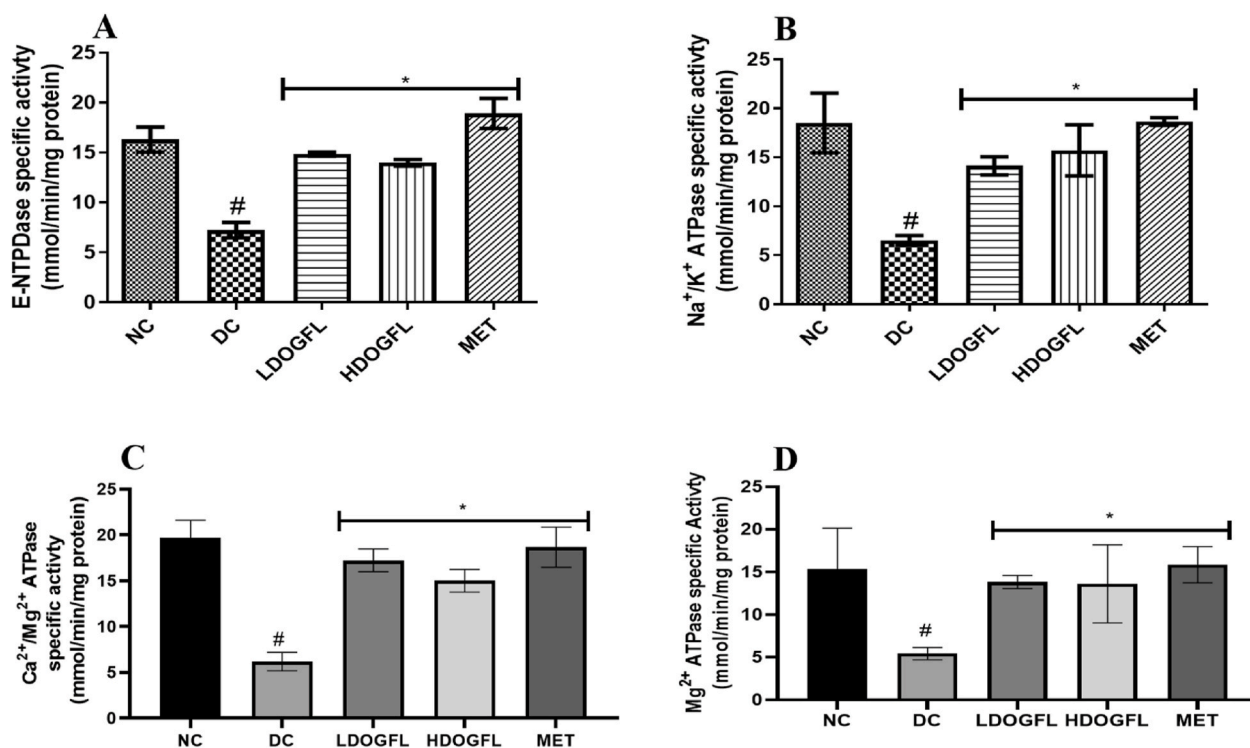 A
E-NTPDase specific activty
(mmol/min/mg protein)
25
20
15
10
5
0
#
*
NC
DC
LDOGFL
HDOGFL
MET
B
Na⁺/K⁺ ATPase specific activty
(mmol/min/mg protein)
25
20
15
10
5
0
#
*
NC
DC
LDOGFL
HDOGFL
MET
C
Ca²⁺/Mg²⁺ ATPase
specific activty
(mmol/min/mg protein)
25
20
15
10
5
0
#
*
NC
DC
LDOGFL
HDOGFL
MET
D
Mg²⁺ ATPase specific Activty
(mmol/min/mg protein)
25
20
15
10
5
0
#
*
NC
DC
LDOGFL
HDOGFL
MET